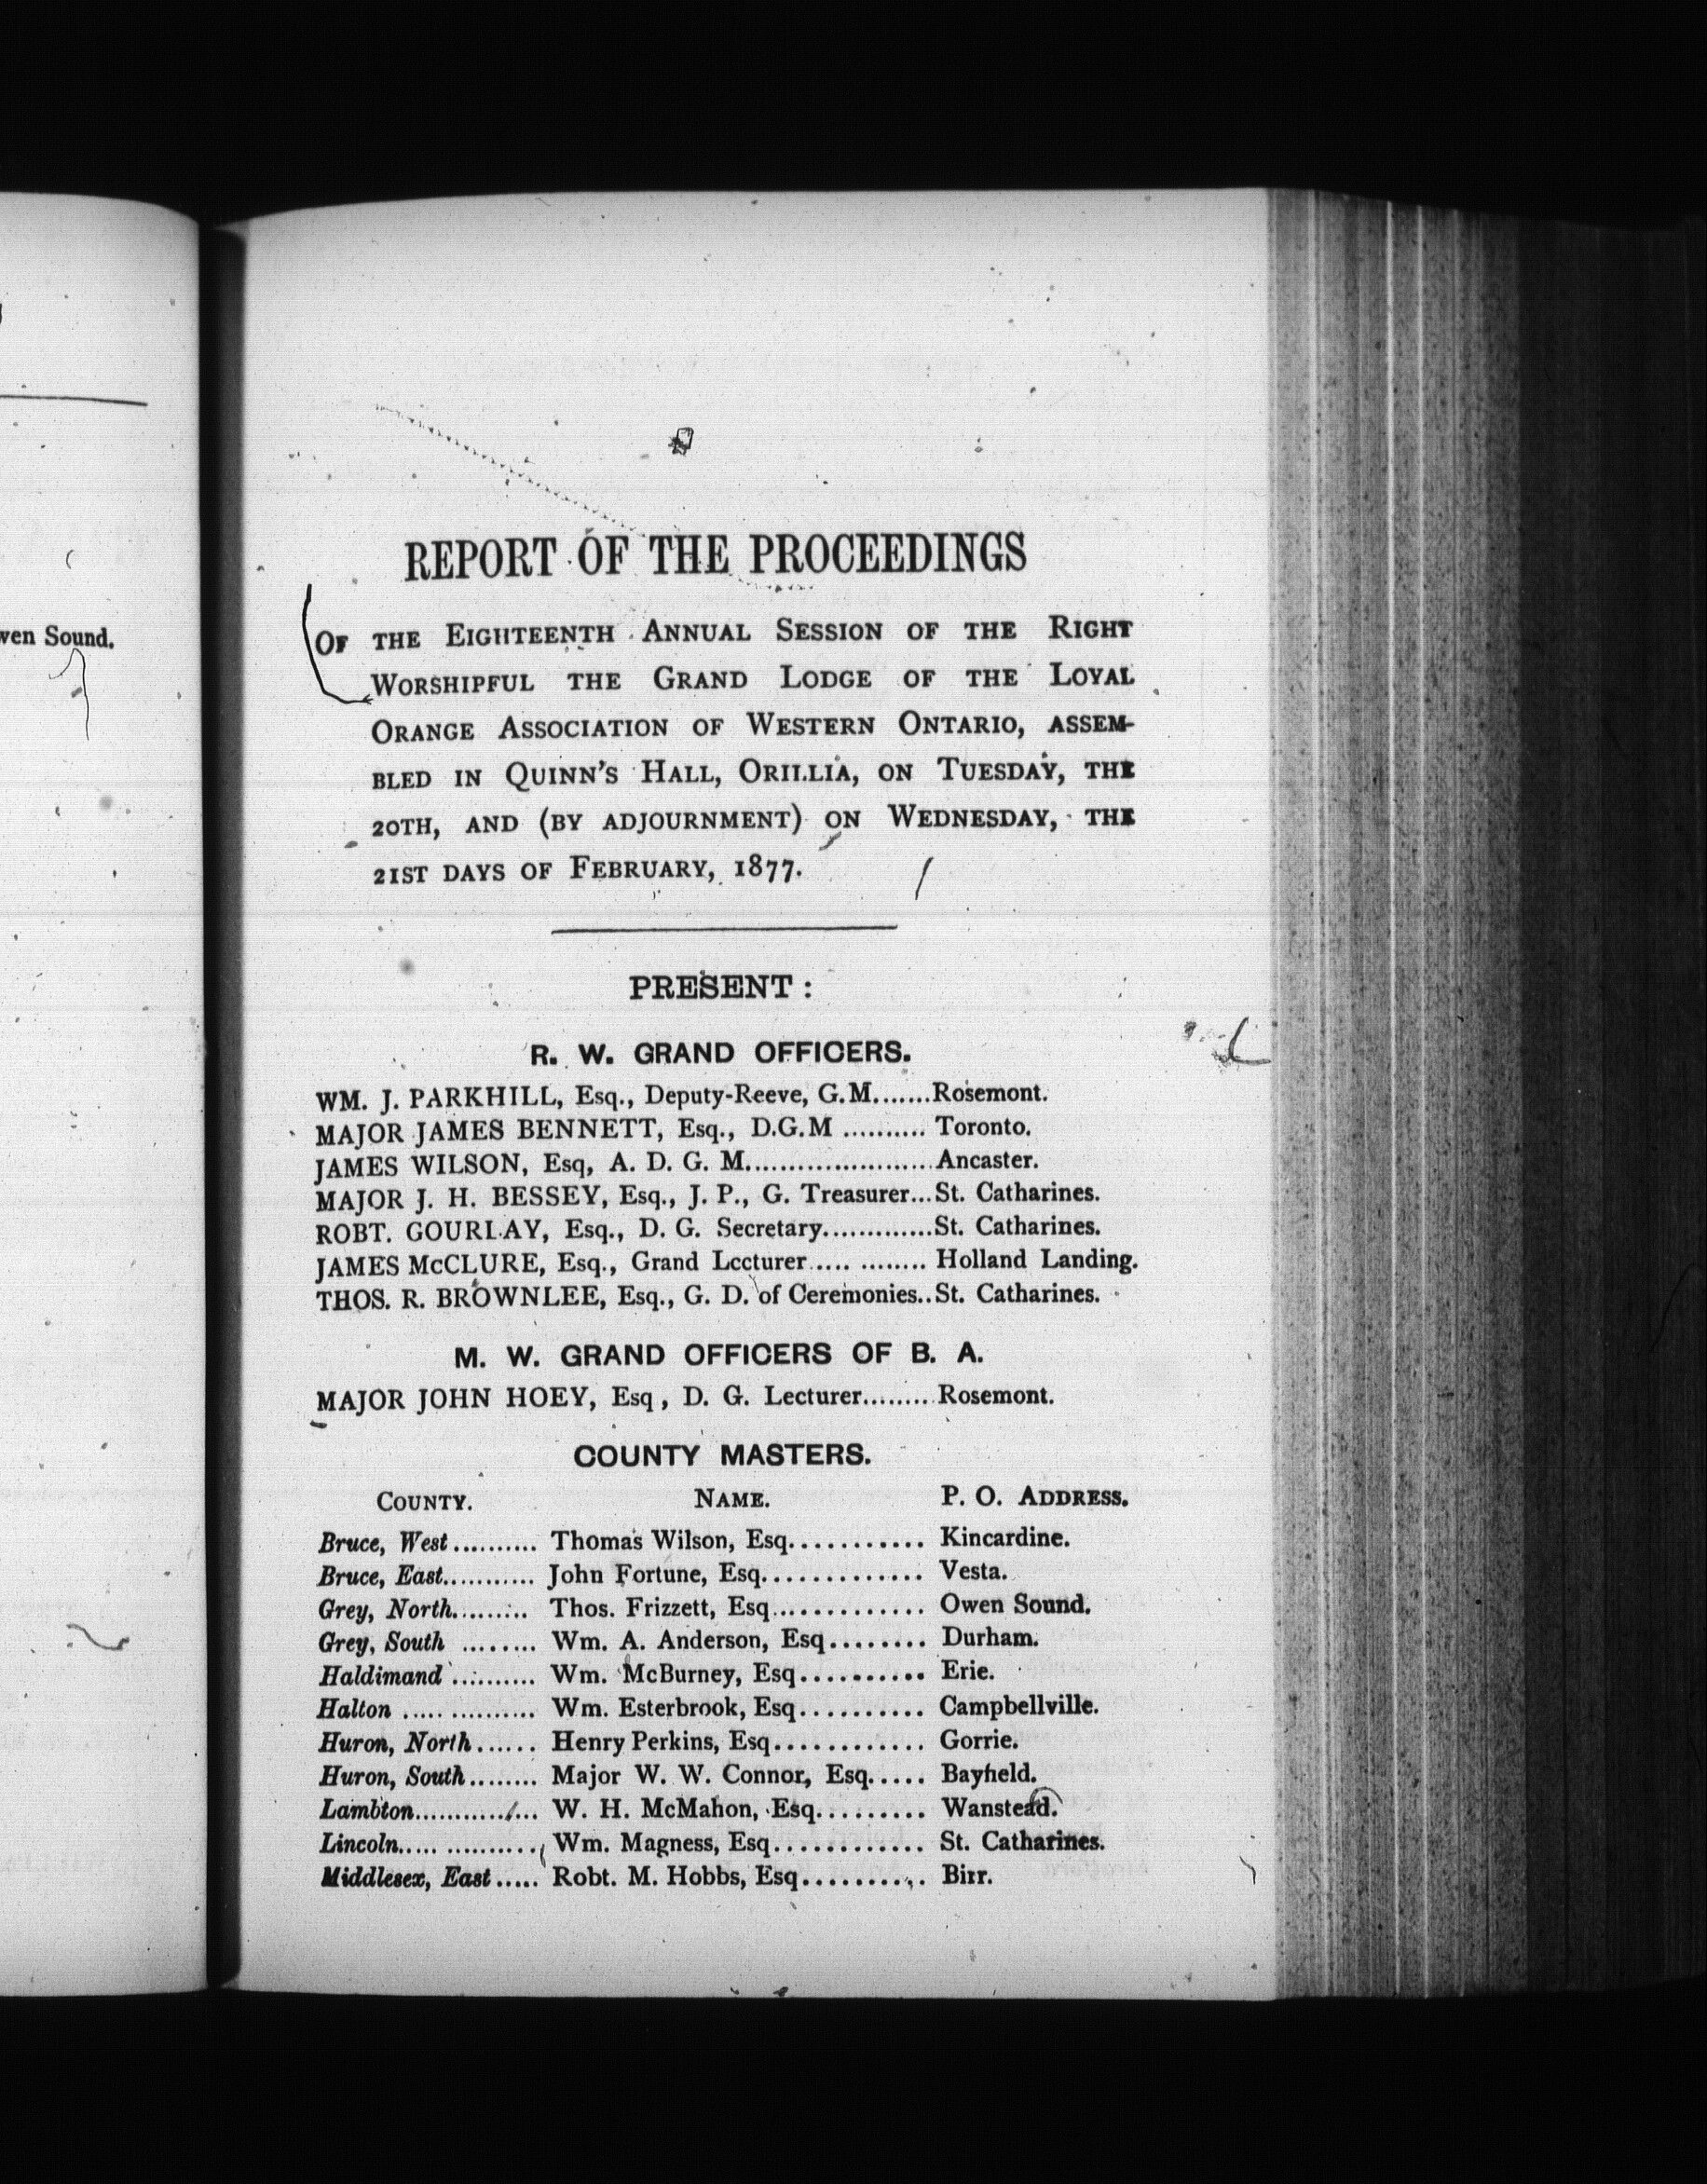 wen Sound.
REPORT OF THE PROCEEDINGS
OF THE EIGHTEENTH ANNUAL SESSION OF THE RIGHT
WORSHIPFUL THE GRAND LODGE OF THE LOYAL
ORANGE ASSOCIATION OF WESTERN ONTARIO, ASSEM-
BLED IN QUINN'S HALL, ORILLIA, ON TUESDAY, THE
20TH, AND (BY ADJOURNMENT) ON WEDNESDAY, THE
21ST DAYS OF FEBRUARY, 1877.
PRESENT:
R. W. GRAND OFFICERS.
WM. J. PARKHILL, Esq., Deputy-Reeve, G.M.......Rosemont.
MAJOR JAMES BENNETT, Esq., D.G.M .......... Toronto.
JAMES WILSON, Esq, A. D. G. M......................Ancaster.
MAJOR J. H. BESSEY, Esq., J. P., G. Treasurer...St. Catharines.
ROBT. GOURLAY, Esq., D. G. Secretary.............St. Catharines.
JAMES McCLURE, Esq., Grand Lecturer..... ........ Holland Landing.
THOS. R. BROWNLEE, Esq., G. D. of Ceremonies..St. Catharines.
M. W. GRAND OFFICERS OF B. A.
MAJOR JOHN HOEY, Esq , D. G. Lecturer........ Rosemont.
COUNTY MASTERS.
COUNTY. NAME. P. O. ADDRESS.
Bruce, West.......... Thomas Wilson, Esq........... Kincardine.
Bruce, East........... John Fortune, Esq............. Vesta.
Grey, North......... Thos. Frizzett, Esq............. Owen Sound.
Grey, South ........ Wm. A. Anderson, Esq........ Durham.
Haldimand .......... Wm. McBurney, Esq.......... Erie.
Halton ..... .......... Wm. Esterbrook, Esq.......... Campbellville.
Huron, North...... Henry Perkins, Esq............ Gorrie.
Huron, South........ Major W. W. Connor, Esq..... Bayfield.
Lambton.............. W. H. McMahon, Esq......... Wanstead.
Lincoln..... ........... Wm. Magness, Esq............ St. Catharines.
Middlesex, East..... Robt. M. Hobbs, Esq.......... Birr.